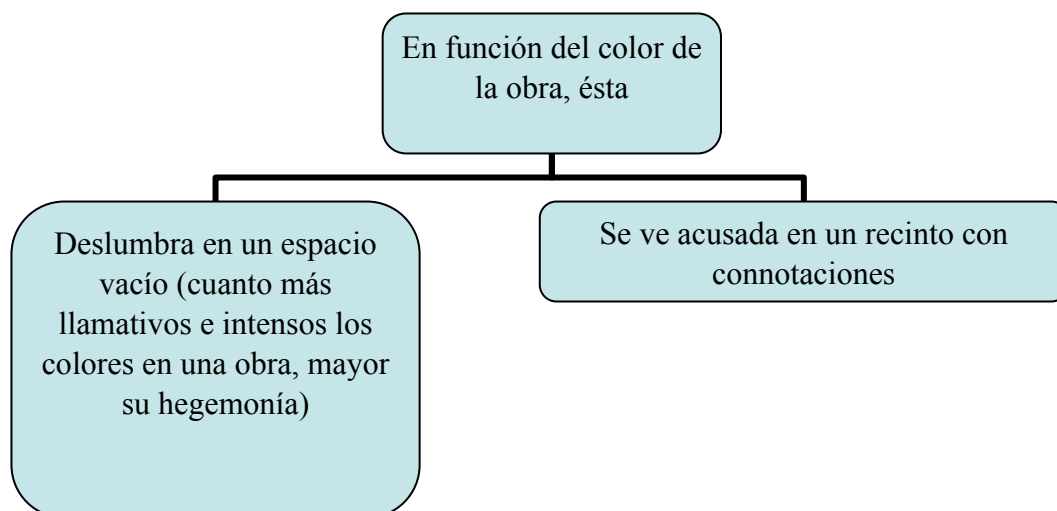 En función del color de
la obra, ésta
Deslumbra en un espacio
vacío (cuanto más
llamativos e intensos los
colores en una obra, mayor
su hegemonía)
Se ve acusada en un recinto con
connotaciones